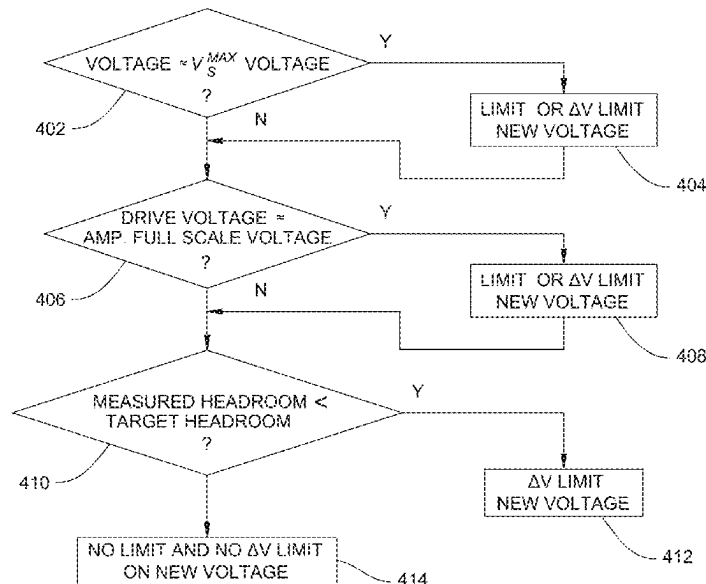 Y
VOLTAGE ≈ V_S^MAX VOLTAGE
?
402
N
LIMIT OR ΔV LIMIT
NEW VOLTAGE
404
DRIVE VOLTAGE ≈
AMP. FULL SCALE VOLTAGE
?
Y
406
N
LIMIT OR ΔV LIMIT
NEW VOLTAGE
408
MEASURED HEADROOM <
TARGET HEADROOM
?
Y
410
ΔV LIMIT
NEW VOLTAGE
412
NO LIMIT AND NO ΔV LIMIT
ON NEW VOLTAGE
414